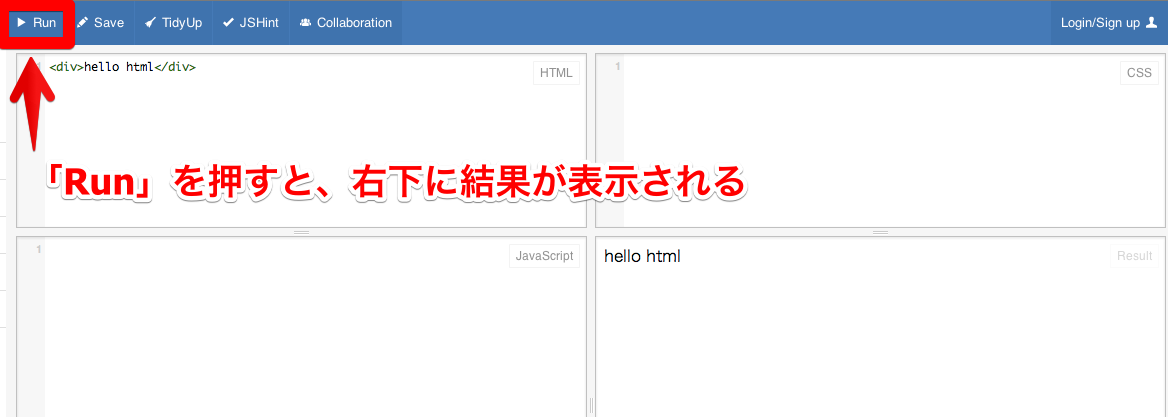 Run Save TidyUp JSHint Collaboration Login/Sign up
1 <div>hello html</div> HTML
1 CSS
「Run」を押すと、右下に結果が表示される
1 JavaScript
hello html Result